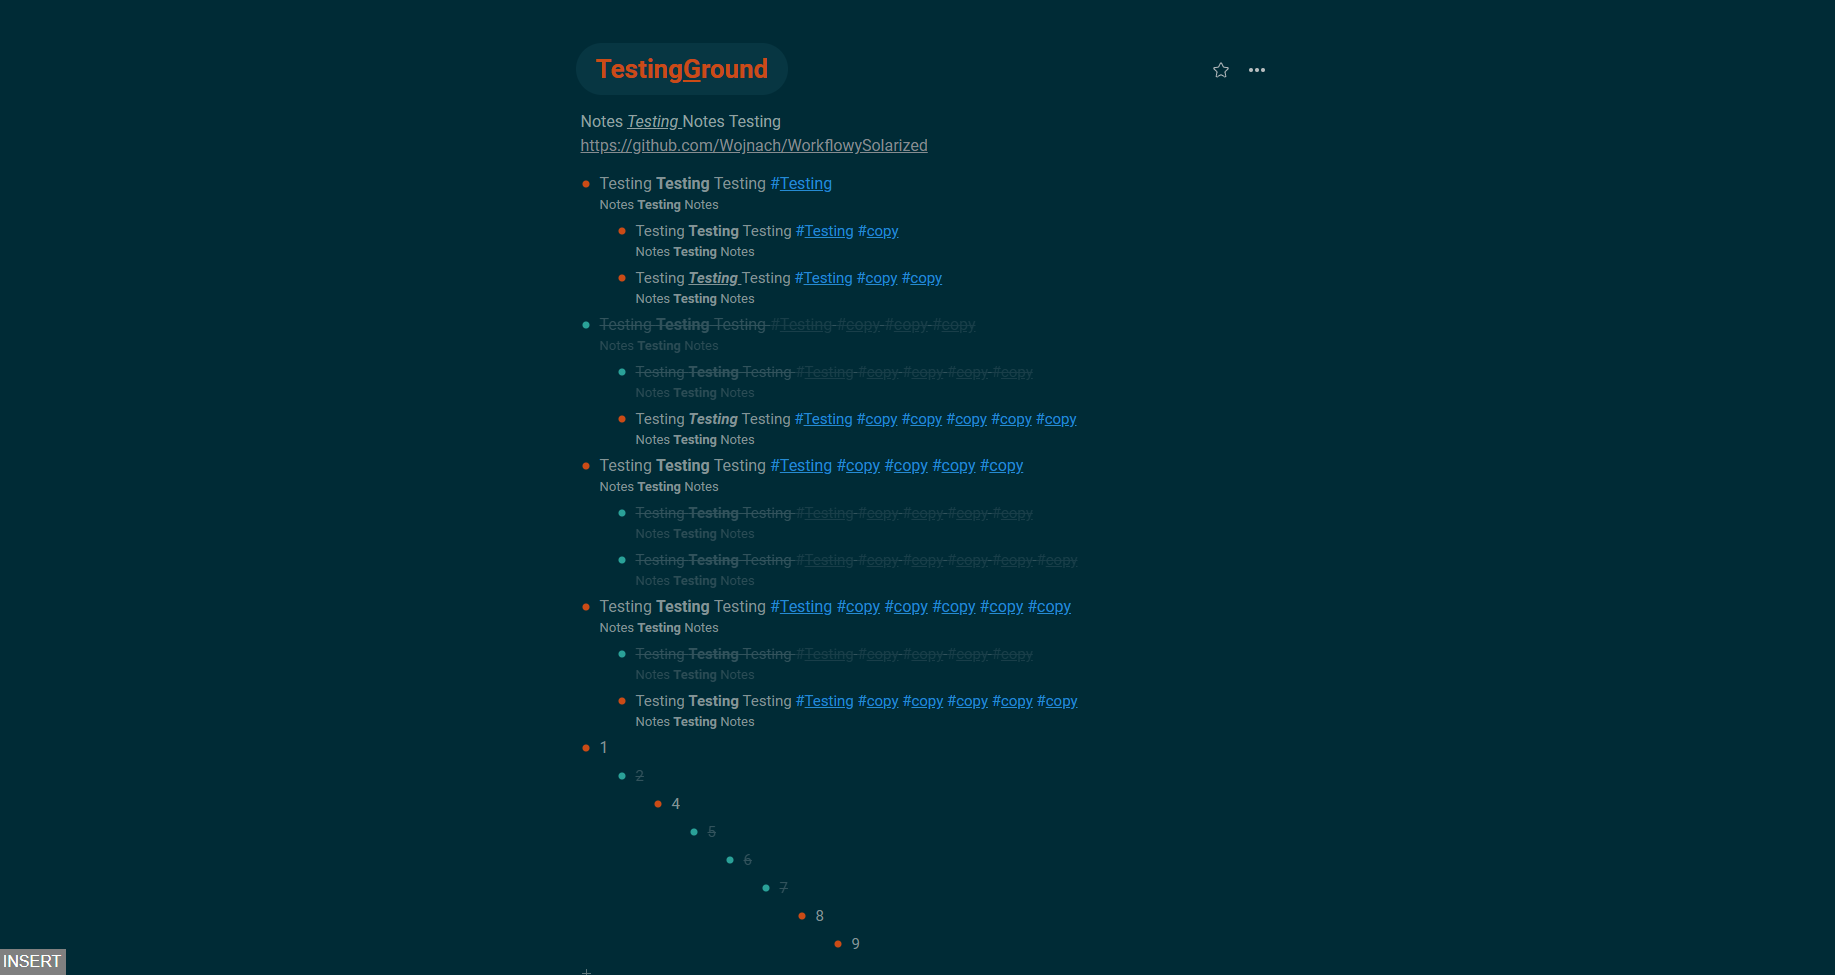 TestingGround
Notes Testing Notes Testing
https://github.com/Wojnach/WorkflowySolarized
Testing Testing Testing #Testing
Notes Testing Notes
Testing Testing Testing #Testing #copy
Notes Testing Notes
Testing Testing Testing #Testing #copy #copy
Notes Testing Notes
Testing Testing Testing #Testing #copy #copy #copy
Notes Testing Notes
Testing Testing Testing #Testing #copy #copy #copy #copy
Notes Testing Notes
Testing Testing Testing #Testing #copy #copy #copy #copy #copy
Notes Testing Notes
Testing Testing Testing #Testing #copy #copy #copy #copy
Notes Testing Notes
Testing Testing Testing #Testing #copy #copy #copy #copy
Notes Testing Notes
Testing Testing Testing #Testing #copy #copy #copy #copy #copy
Notes Testing Notes
Testing Testing Testing #Testing #copy #copy #copy #copy #copy
Notes Testing Notes
Testing Testing Testing #Testing #copy #copy #copy #copy
Notes Testing Notes
Testing Testing Testing #Testing #copy #copy #copy #copy #copy
Notes Testing Notes
1
2
4
5
6
7
8
9
INSERT